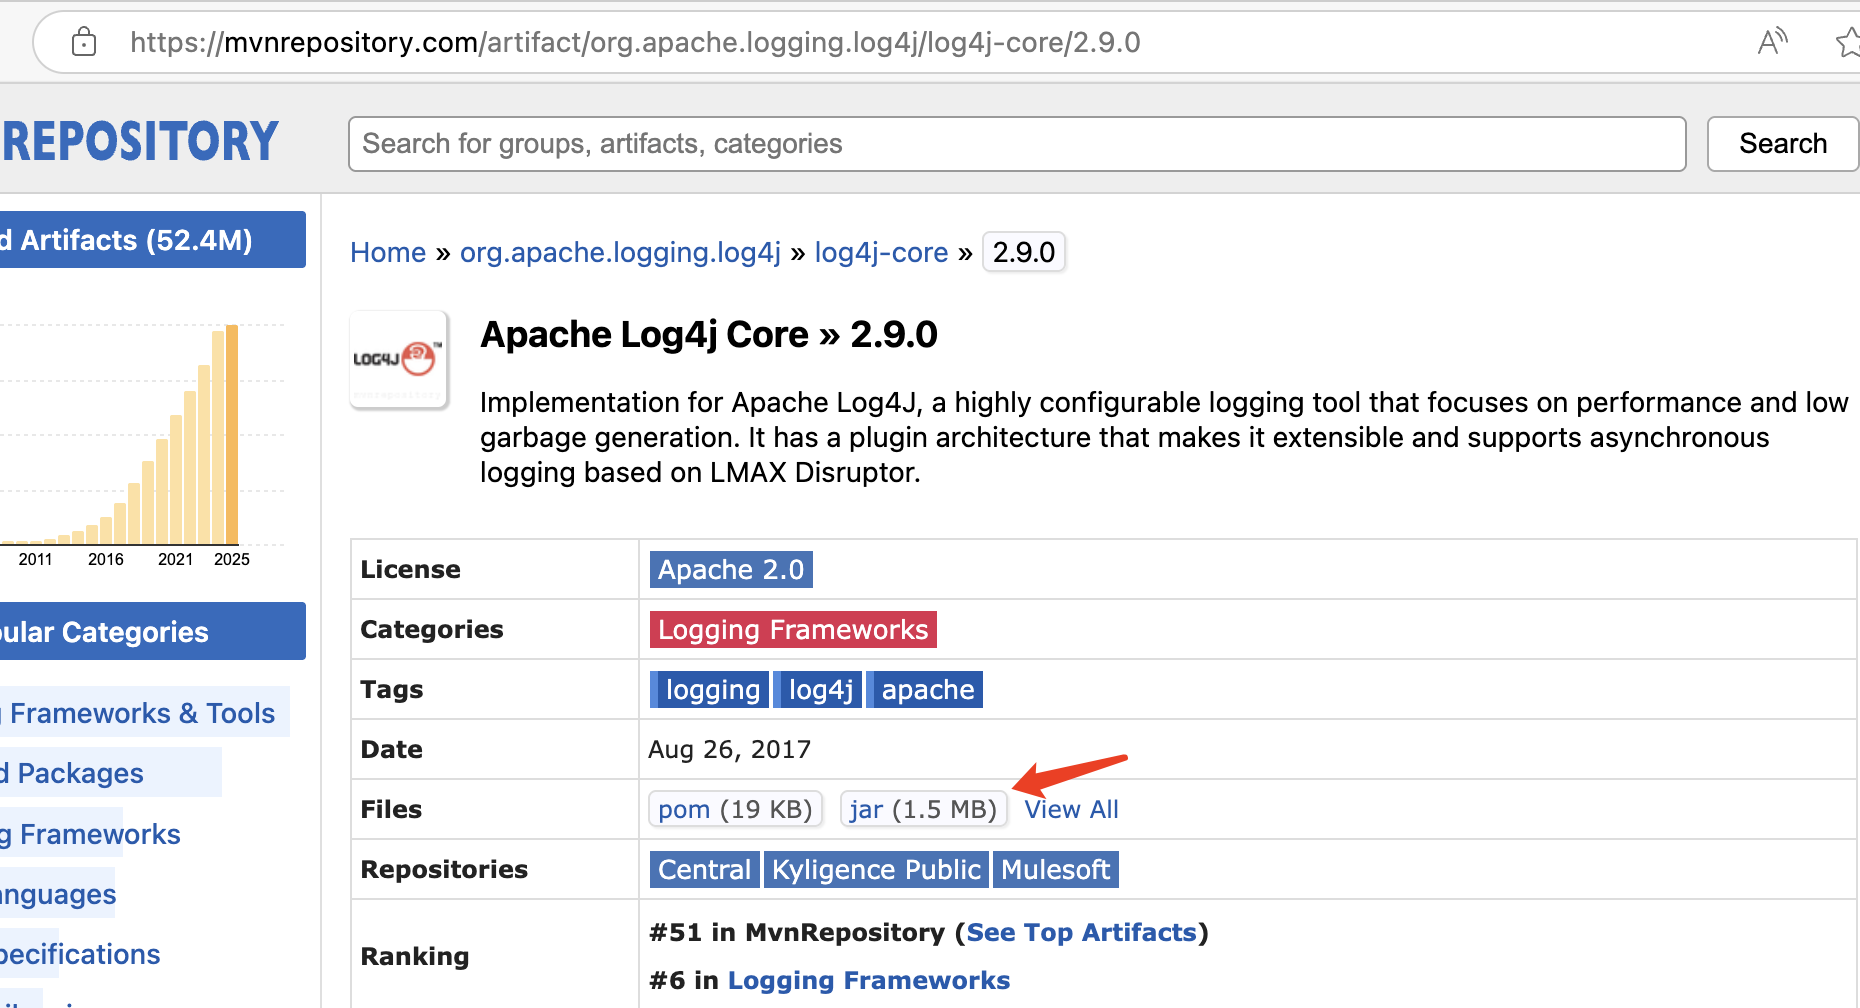 https://mvnrepository.com/artifact/org.apache.logging.log4j/log4j-core/2.9.0
REPOSITORY
Search for groups, artifacts, categories
Search
d Artifacts (52.4M)
2011 2016 2021 2025
ular Categories
g Frameworks & Tools
d Packages
g Frameworks
anguages
pecifications
Home » org.apache.logging.log4j » log4j-core » 2.9.0
LOG4J™
mvnrepository
Apache Log4j Core » 2.9.0
Implementation for Apache Log4J, a highly configurable logging tool that focuses on performance and low
garbage generation. It has a plugin architecture that makes it extensible and supports asynchronous
logging based on LMAX Disruptor.
License Apache 2.0
Categories Logging Frameworks
Tags logging log4j apache
Date Aug 26, 2017
Files pom (19 KB) jar (1.5 MB) View All
Repositories Central Kyligence Public Mulesoft
Ranking #51 in MvnRepository (See Top Artifacts)
#6 in Logging Frameworks